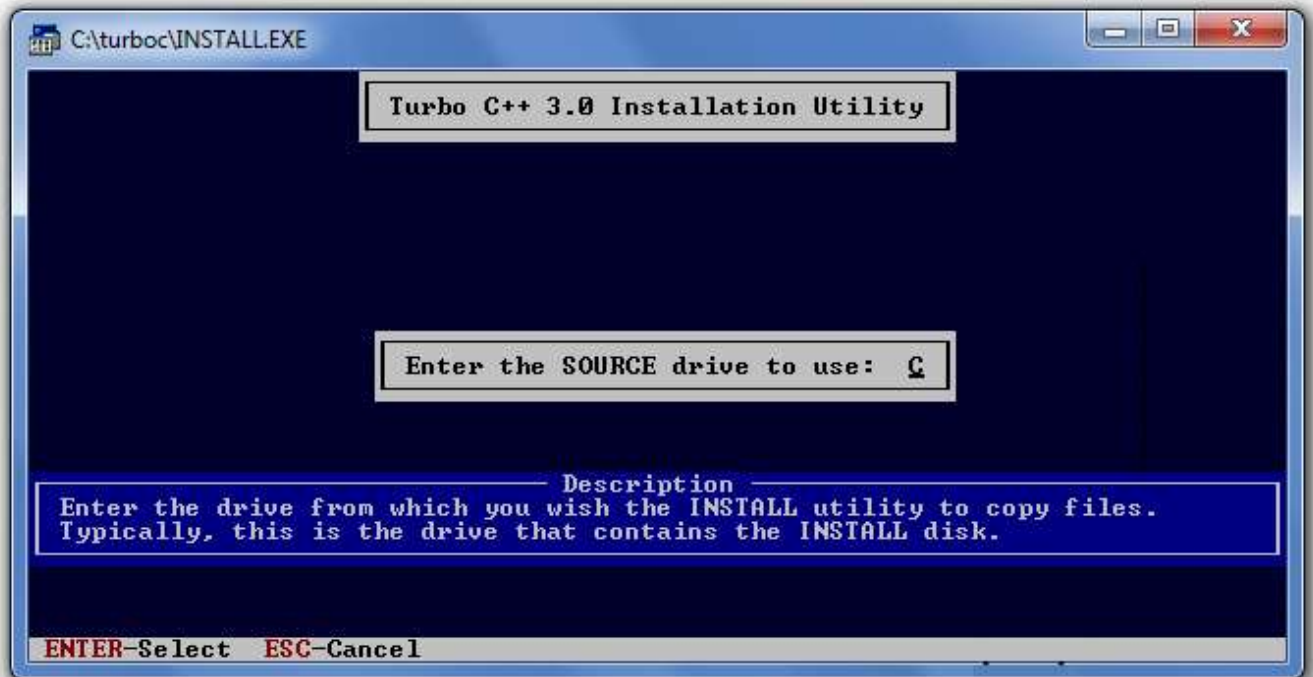 C:\turboc\INSTALL.EXE
Turbo C++ 3.0 Installation Utility
Enter the SOURCE drive to use: C
Description
Enter the drive from which you wish the INSTALL utility to copy files.
Typically, this is the drive that contains the INSTALL disk.
ENTER-Select ESC-Cancel